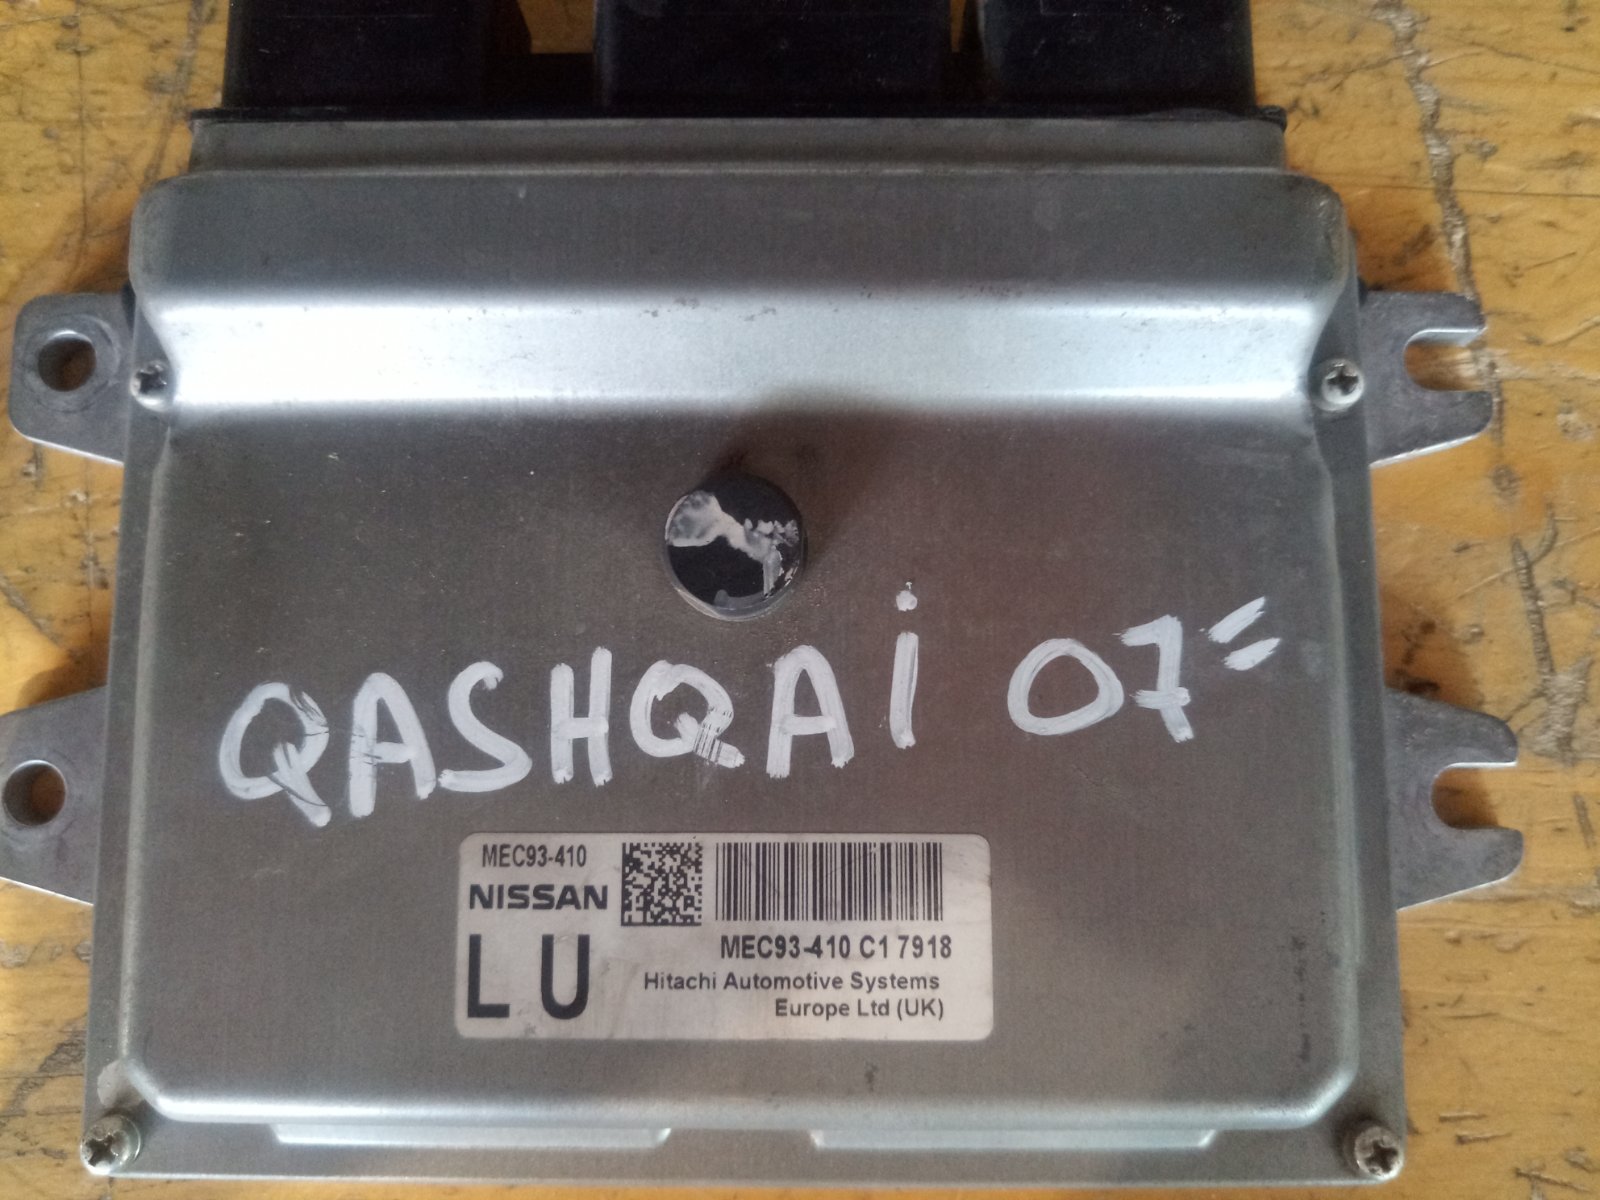 QASHQAi 07=
MEC93-410
NISSAN
LU
MEC93-410 C1 7918
Hitachi Automotive Systems
Europe Ltd (UK)